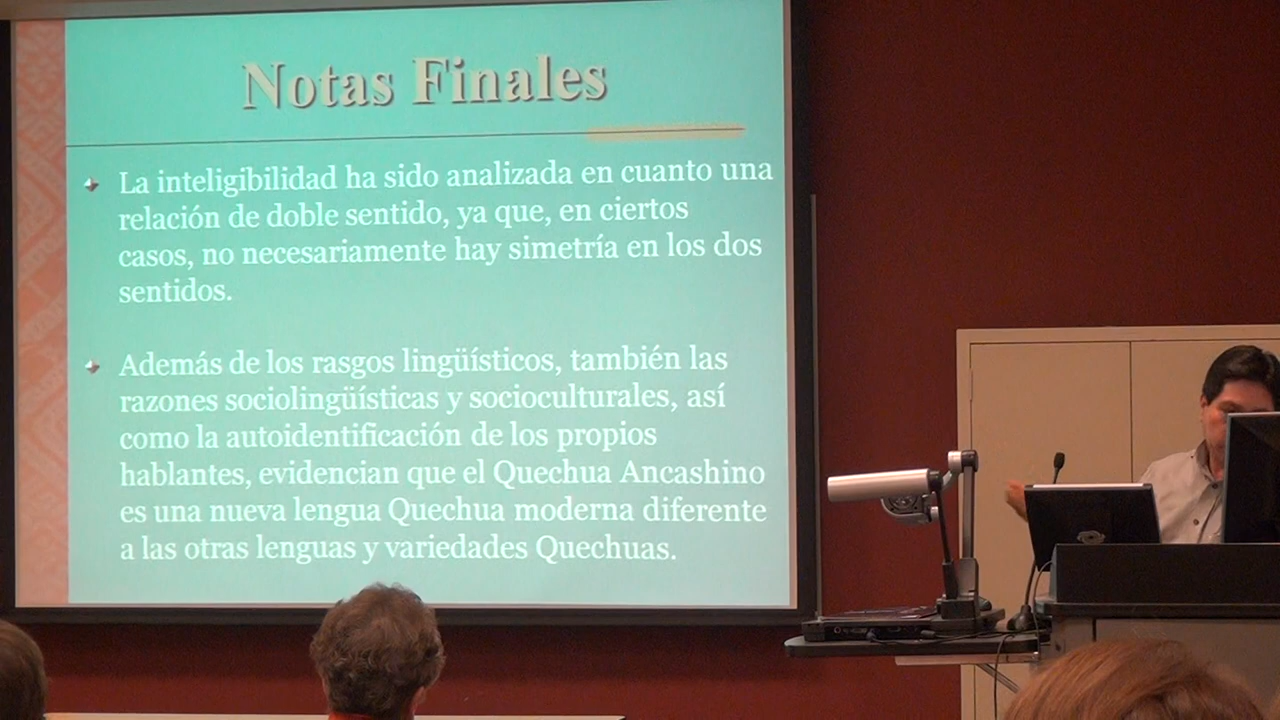 Notas Finales
La inteligibilidad ha sido analizada en cuanto una
relación de doble sentido, ya que, en ciertos
casos, no necesariamente hay simetría en los dos
sentidos.
Además de los rasgos lingüísticos, también las
razones sociolingüísticas y socioculturales, así
como la autoidentificación de los propios
hablantes, evidencian que el Quechua Ancashino
es una nueva lengua Quechua moderna diferente
a las otras lenguas y variedades Quechuas.